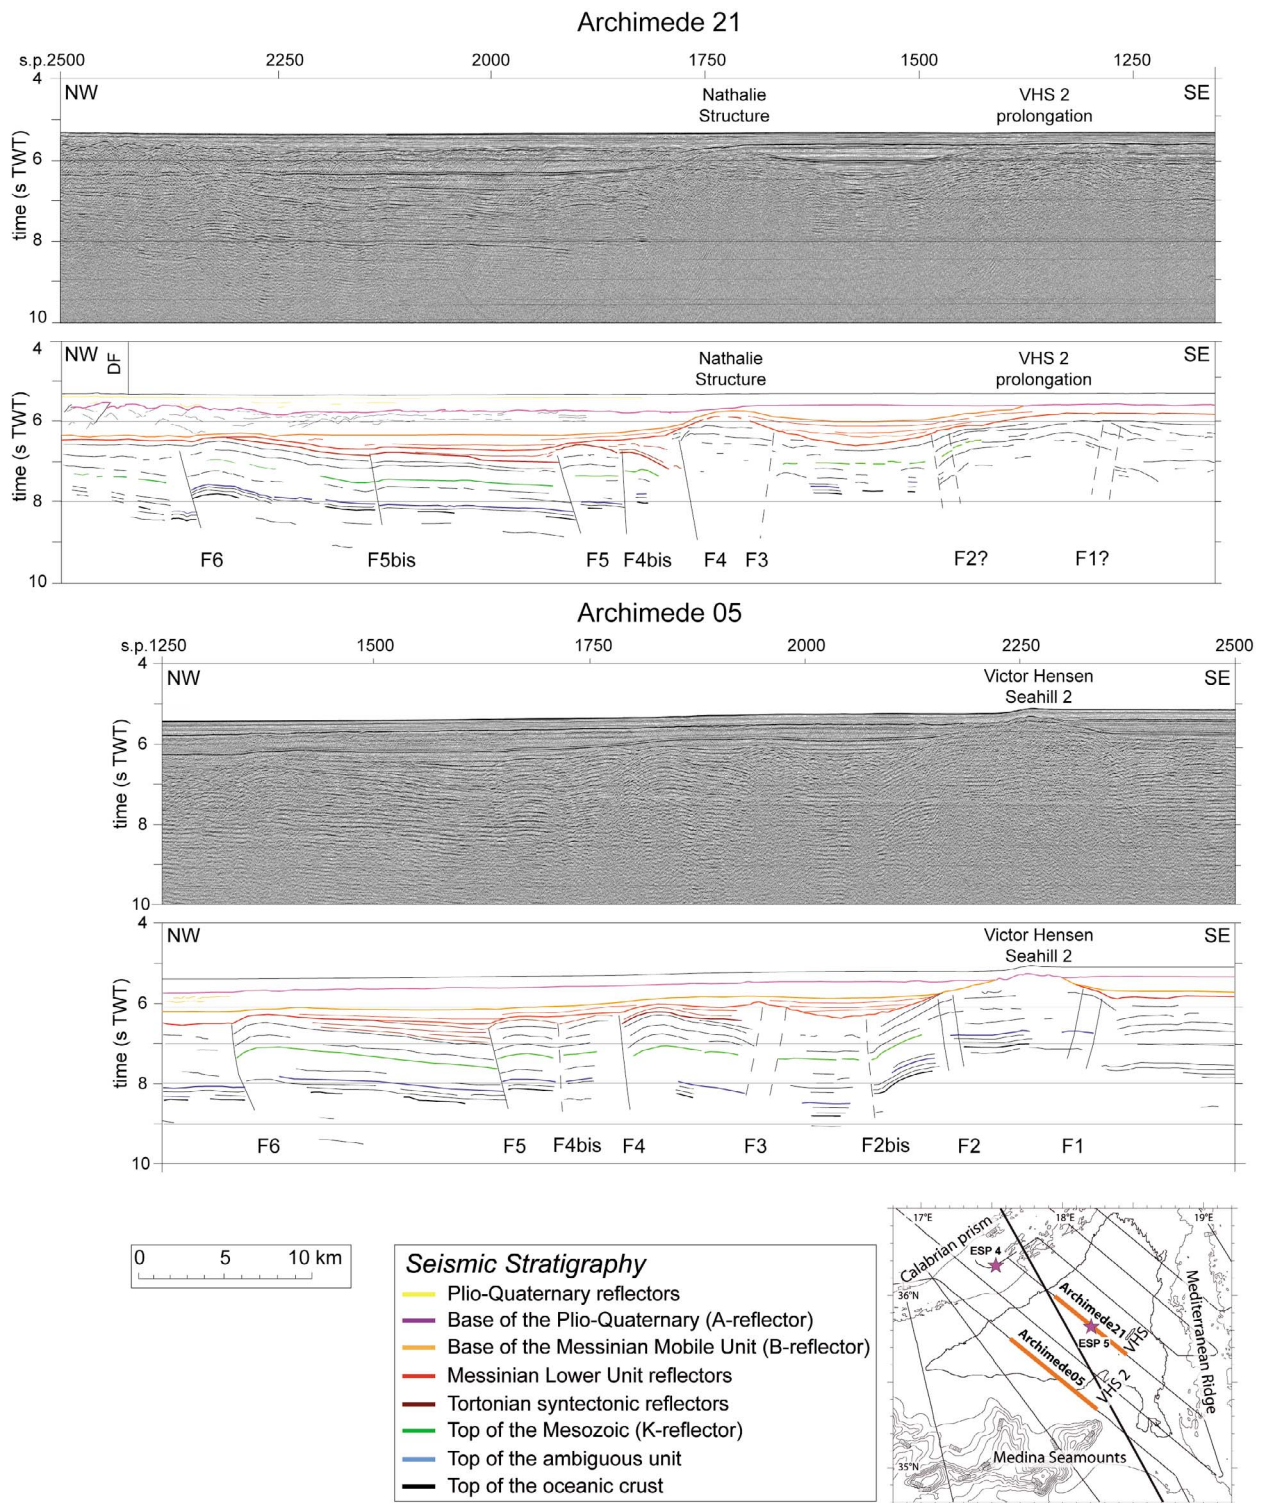 Archimede 21
s.p.2500 2250 2000 1750 1500 1250
4
NW Nathalie Structure VHS 2 prolongation SE
6
time (s TWT)
8
10
4
NW DF Nathalie Structure VHS 2 prolongation SE
6
time (s TWT)
8
F6 F5bis F5 F4bis F4 F3 F2? F1?
10
Archimede 05
s.p.1250 1500 1750 2000 2250 2500
4
NW Victor Hensen Seahill 2 SE
6
time (s TWT)
8
10
4
NW Victor Hensen Seahill 2 SE
6
time (s TWT)
8
F6 F5 F4bis F4 F3 F2bis F2 F1
10
0 5 10 km
Seismic Stratigraphy
Plio-Quaternary reflectors
Base of the Plio-Quaternary (A-reflector)
Base of the Messinian Mobile Unit (B-reflector)
Messinian Lower Unit reflectors
Tortonian syntectonic reflectors
Top of the Mesozoic (K-reflector)
Top of the ambiguous unit
Top of the oceanic crust
17°E 18°E 19°E
Calabrian prism
ESP 4
36°N
Archimede21
ESP 5
VHS
Archimede05
VHS 2
Mediterranean Ridge
Medina Seamounts
35°N